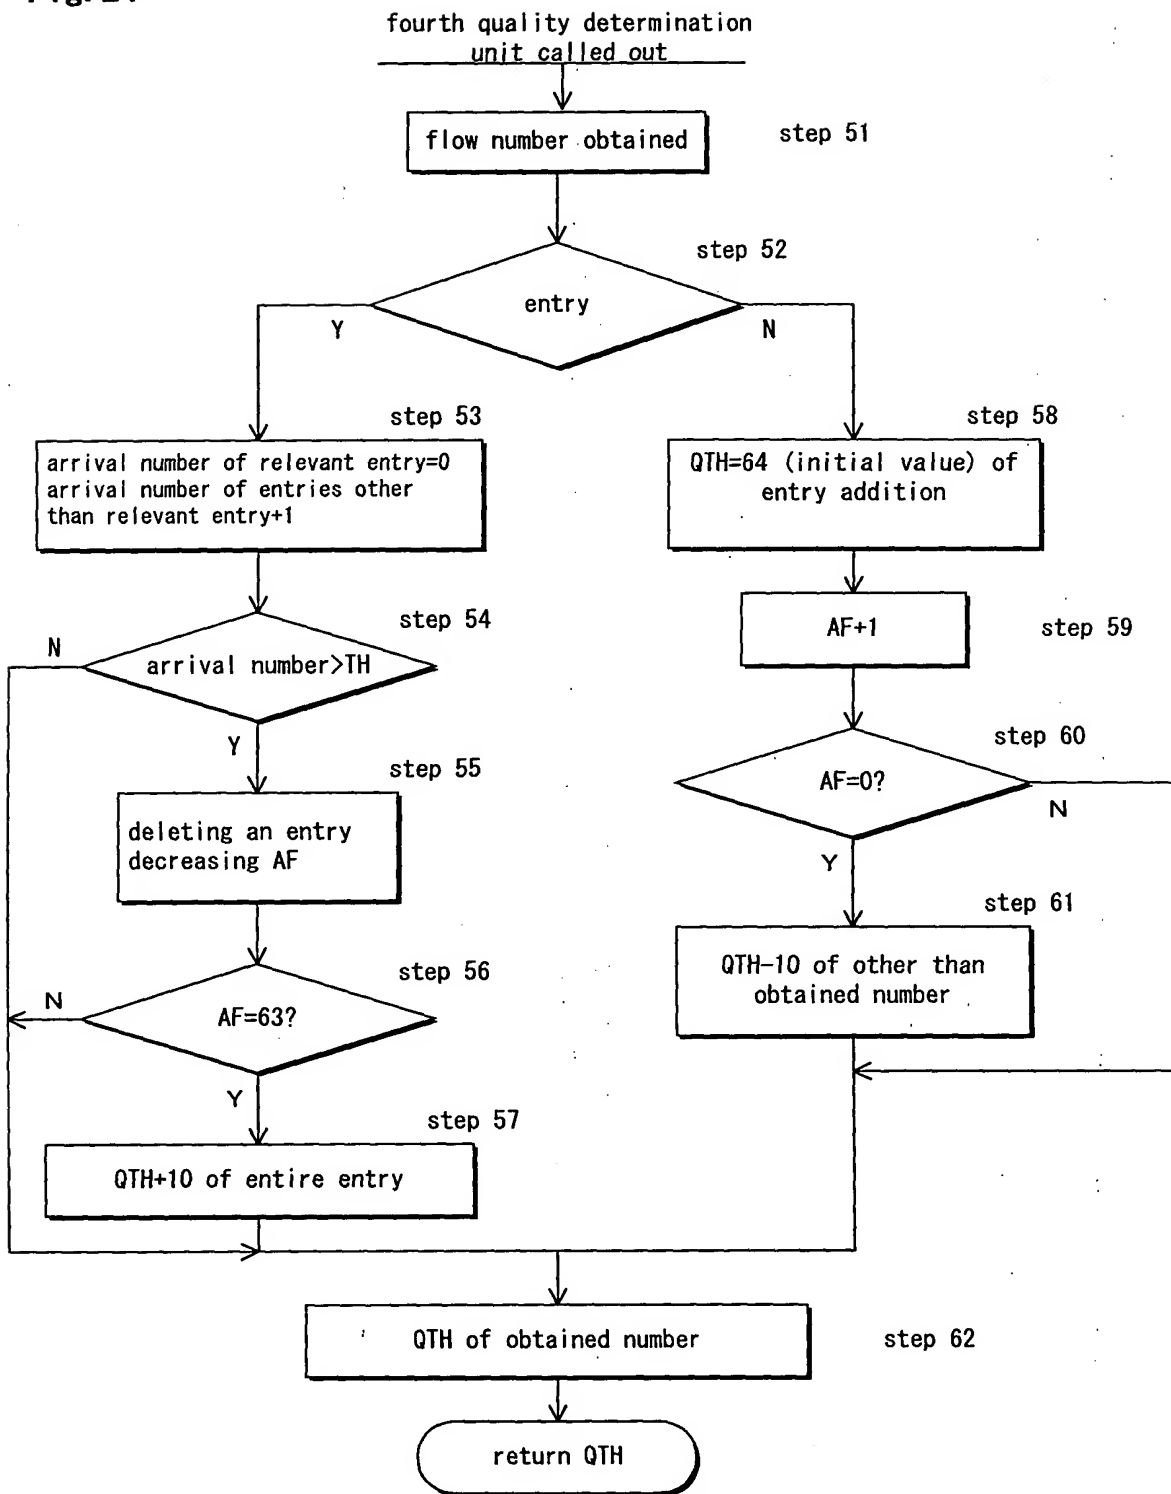 fourth quality determination
unit called out
flow number obtained
step 51
step 52
entry
Y
N
step 53
arrival number of relevant entry=0
arrival number of entries other
than relevant entry+1
step 58
QTH=64 (initial value) of
entry addition
step 54
N
arrival number>TH
Y
AF+1
step 59
step 55
deleting an entry
decreasing AF
step 60
AF=0?
N
Y
step 56
N
AF=63?
Y
step 61
QTH-10 of other than
obtained number
step 57
QTH+10 of entire entry
QTH of obtained number
step 62
return QTH